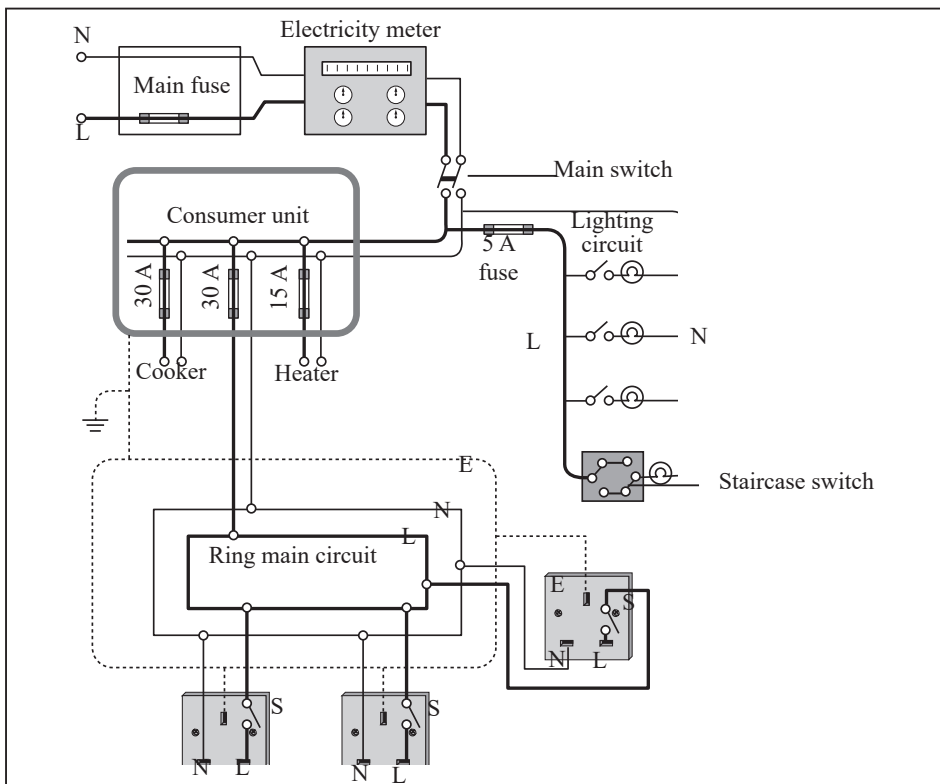 Electricity meter
N
Main fuse
L
Main switch
Consumer unit
Lighting
circuit
5 A
fuse
30 A
30 A
15 A
L
N
Cooker
Heater
E
Staircase switch
N
L
Ring main circuit
E
S
N
L
S
S
N
L
N
L